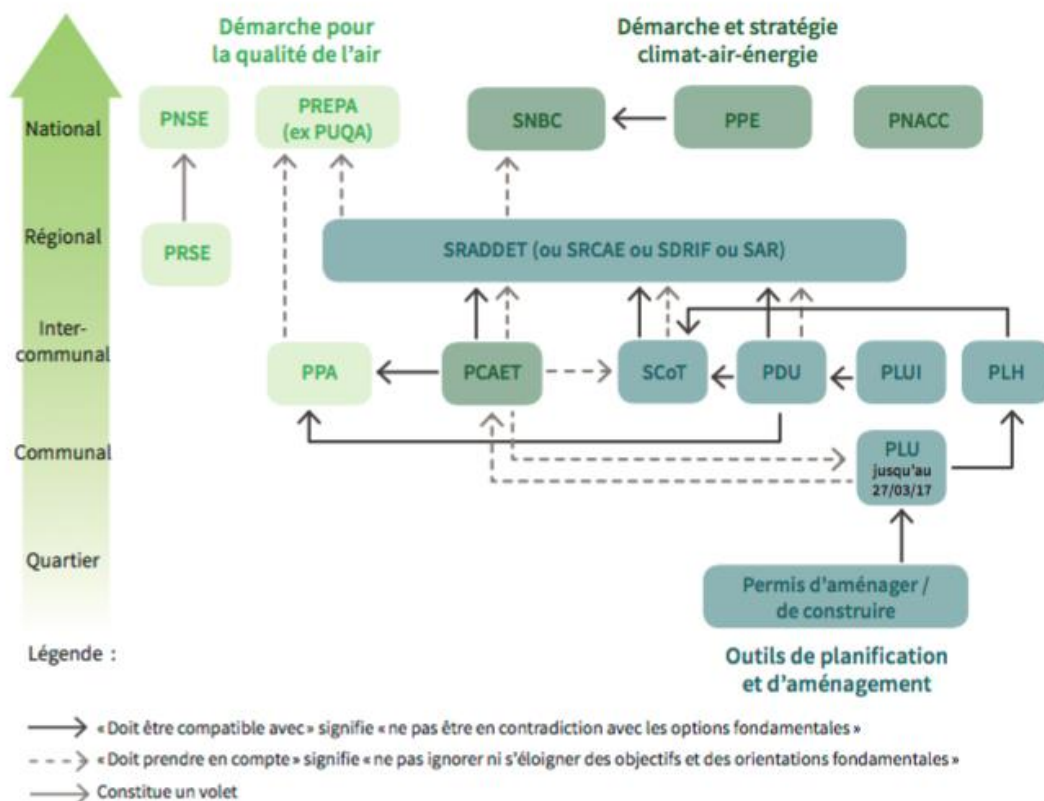 Démarche pour
la qualité de l'air
Démarche et stratégie
climat-air-énergie
National
PNSE
PREPA
(ex PUQA)
SNBC
PPE
PNACC
Régional
PRSE
SRADDET (ou SRCAE ou SDRIF ou SAR)
Inter-
communal
PPA
PCAET
SCoT
PDU
PLUI
PLH
Communal
PLU
jusqu'au
27/03/17
Quartier
Permis d'aménager /
de construire
Légende :
Outils de planification
et d'aménagement
« Doit être compatible avec » signifie « ne pas être en contradiction avec les options fondamentales »
« Doit prendre en compte » signifie « ne pas ignorer ni s'éloigner des objectifs et des orientations fondamentales »
Constitue un volet